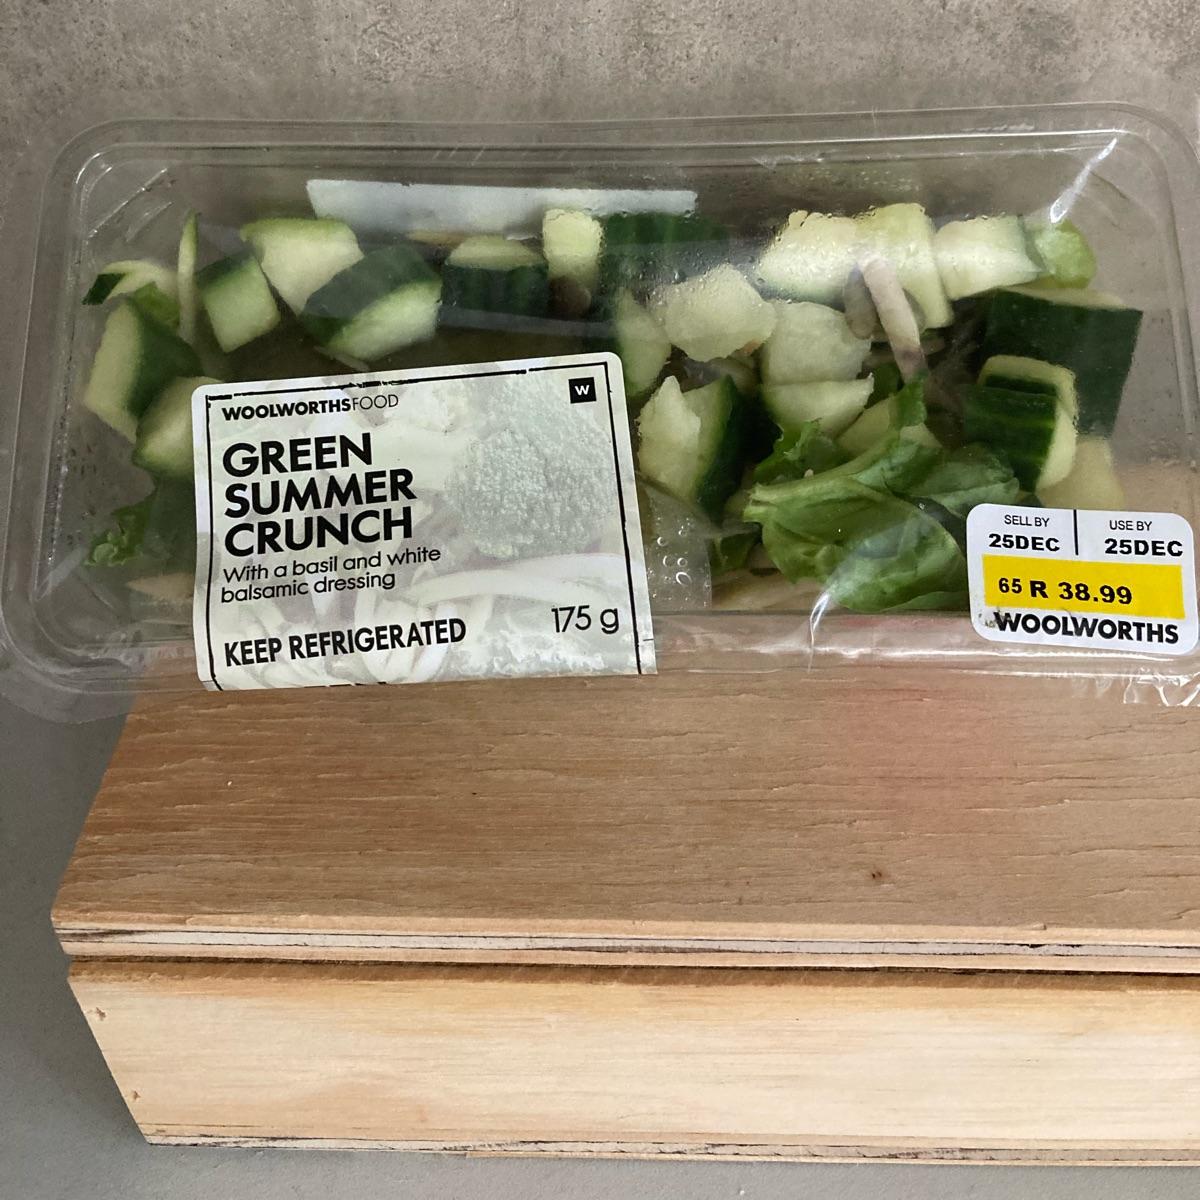 WOOLWORTHSFOOD
W
GREEN
SUMMER
CRUNCH
With a basil and white
balsamic dressing
KEEP REFRIGERATED
175 g
SELL BY
25DEC
USE BY
25DEC
65 R 38.99
WOOLWORTHS